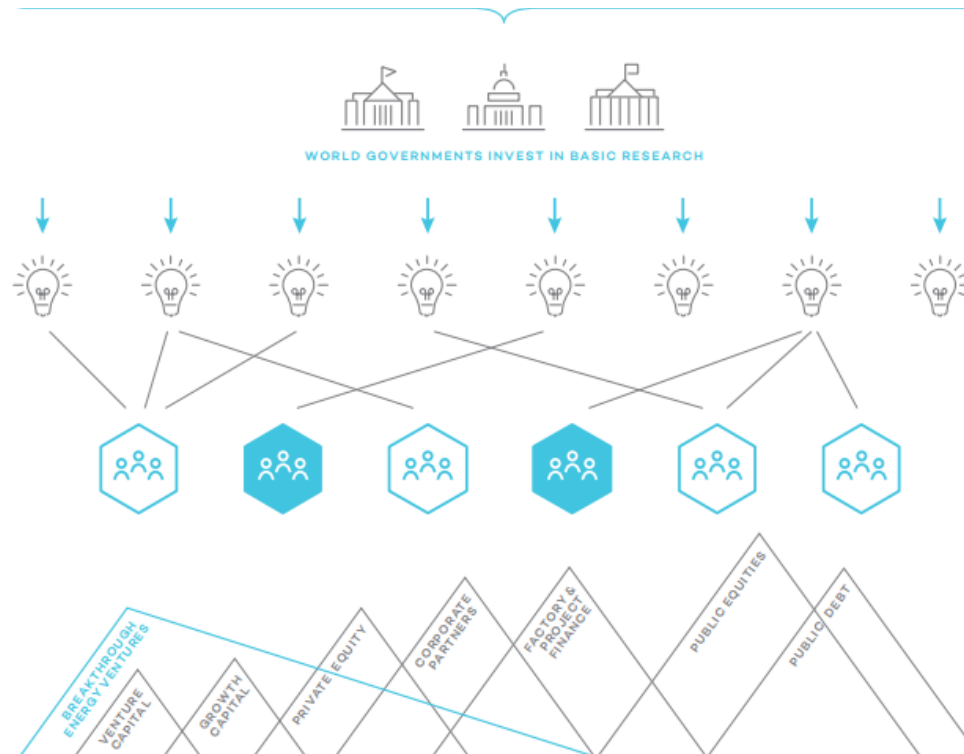 WORLD GOVERNMENTS INVEST IN BASIC RESEARCH
BREAKTHROUGH
ENERGY VENTURES
VENTURE
CAPITAL
GROWTH
CAPITAL
PRIVATE EQUITY
CORPORATE
PARTNERS
FACTORY &
PROJECT
FINANCE
PUBLIC EQUITIES
PUBLIC DEBT